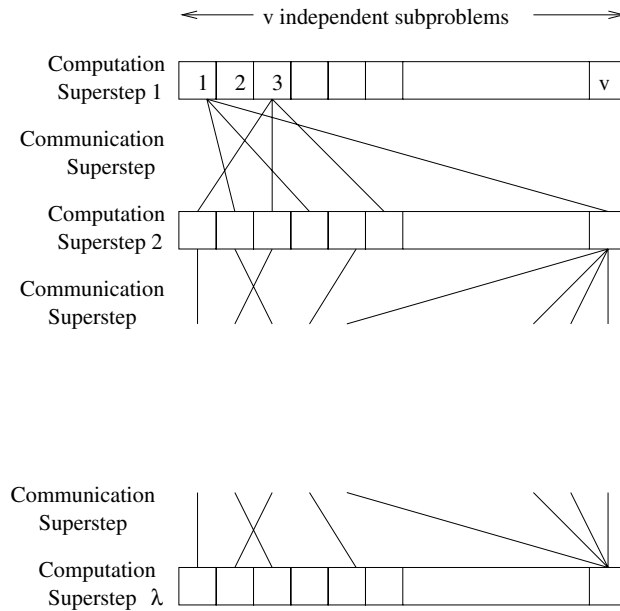 v independent subproblems
Computation
Superstep 1
1 2 3 v
Communication
Superstep
Computation
Superstep 2
Communication
Superstep
Communication
Superstep
Computation
Superstep λ